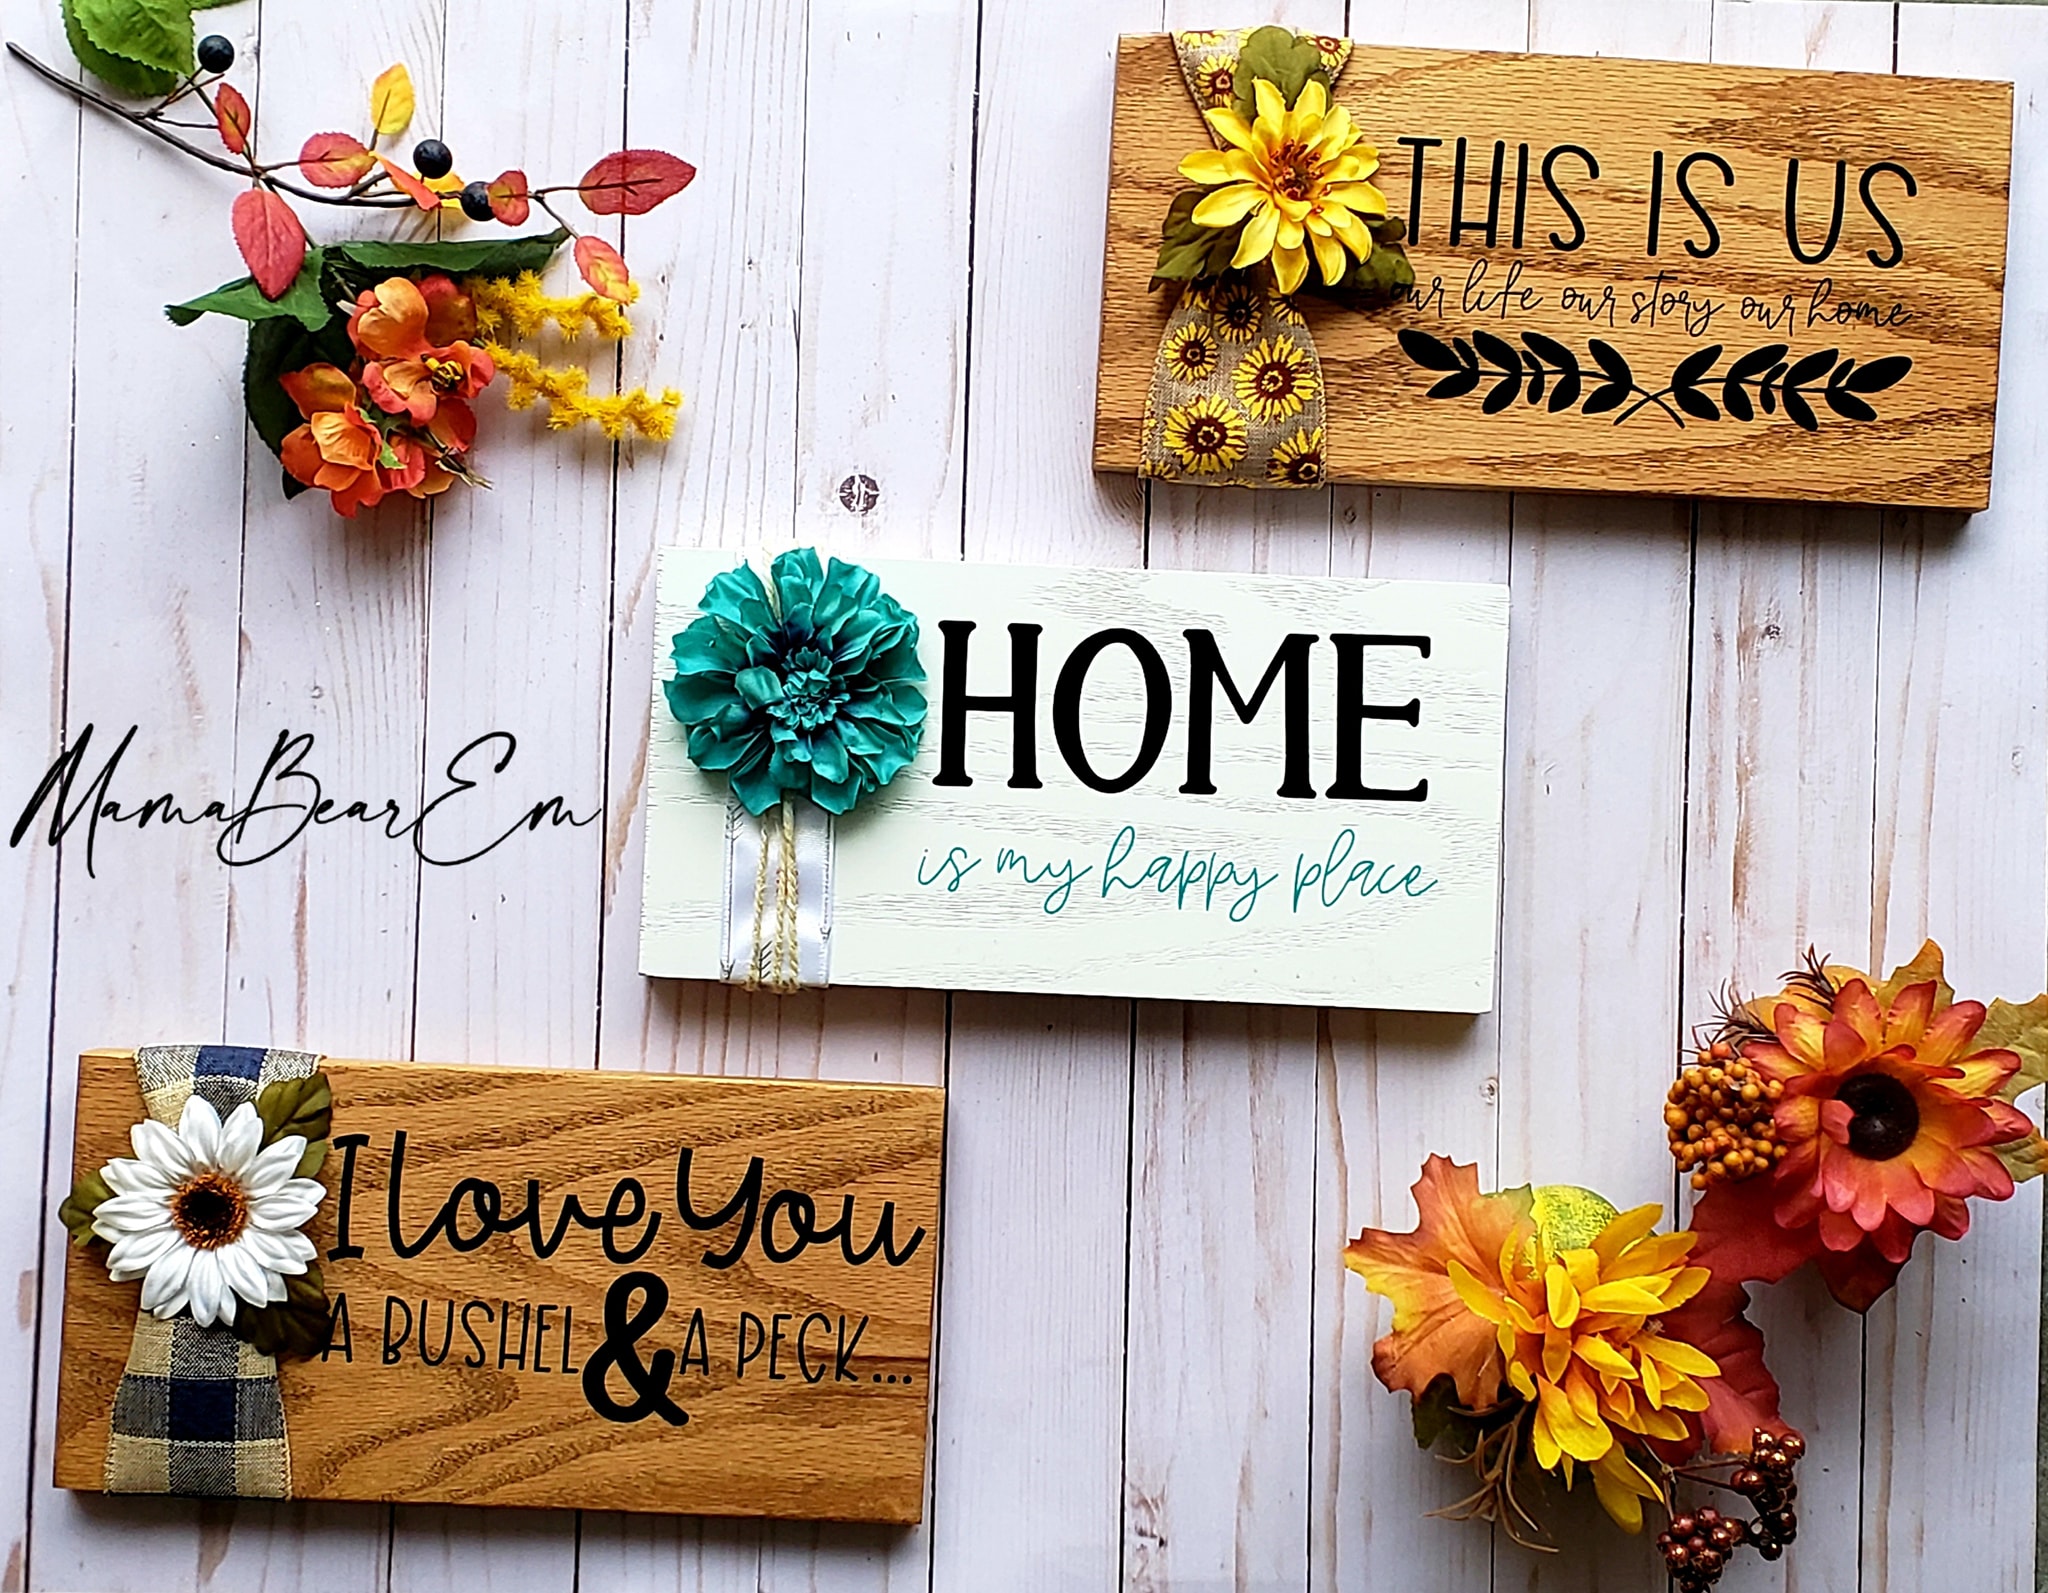 THIS IS US
our life our story our home
HOME
is my happy place
MamaBearEm
I love You
A BUSHEL & A PECK...